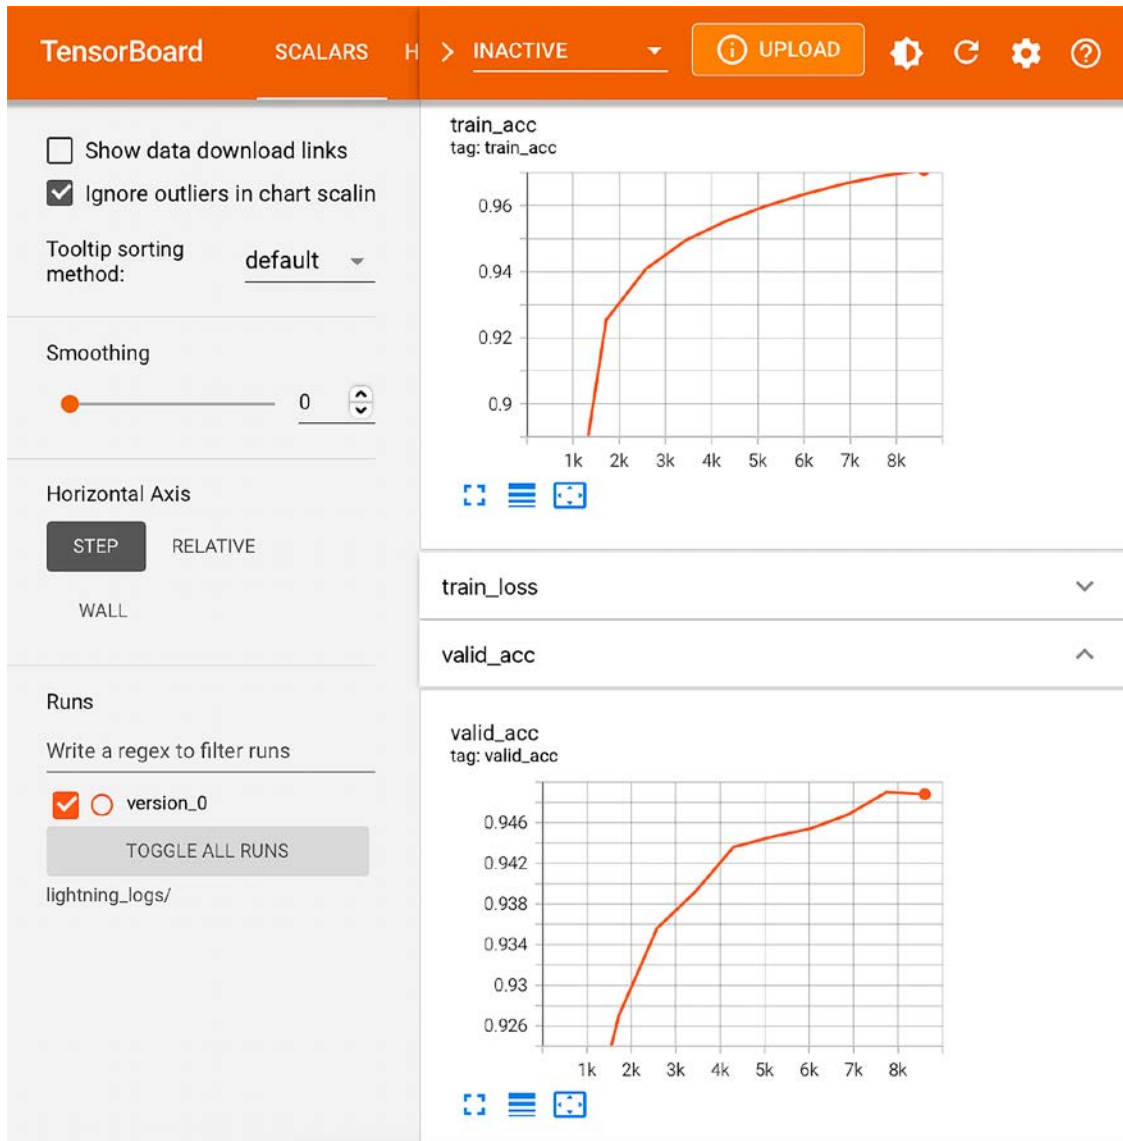 TensorBoard SCALARS H INACTIVE UPLOAD
Show data download links
Ignore outliers in chart scalin
Tooltip sorting
method:
default
Smoothing
0
Horizontal Axis
STEP RELATIVE
WALL
Runs
Write a regex to filter runs
version_0
TOGGLE ALL RUNS
lightning_logs/
train_acc
tag: train_acc
0.96
0.94
0.92
0.9
1k 2k 3k 4k 5k 6k 7k 8k
train_loss
valid_acc
valid_acc
tag: valid_acc
0.946
0.942
0.938
0.934
0.93
0.926
1k 2k 3k 4k 5k 6k 7k 8k